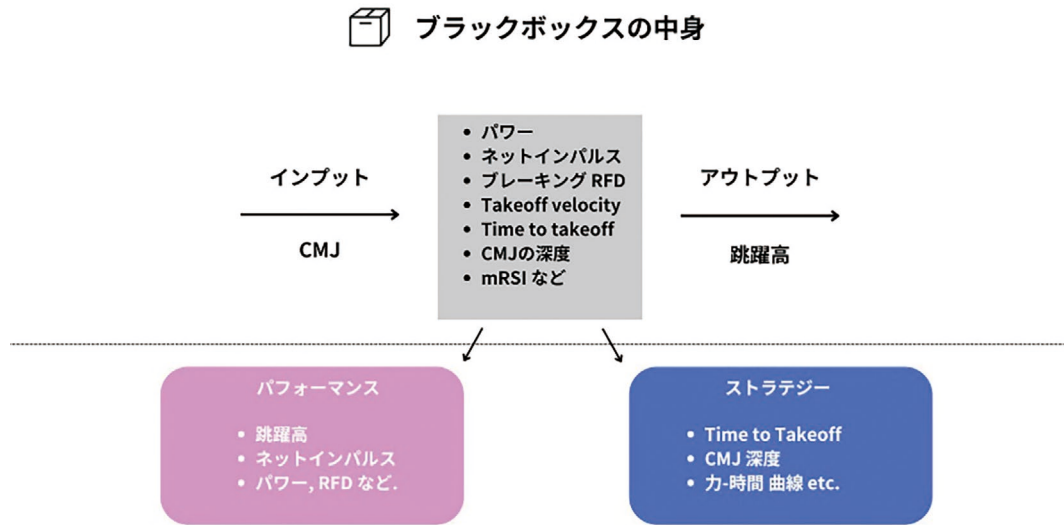 ブラックボックスの中身
インプット
CMJ
• パワー
• ネットインパルス
• ブレーキング RFD
• Takeoff velocity
• Time to takeoff
• CMJの深度
• mRSI など
アウトプット
跳躍高
パフォーマンス
• 跳躍高
• ネットインパルス
• パワー, RFD など.
ストラテジー
• Time to Takeoff
• CMJ 深度
• 力-時間 曲線 etc.